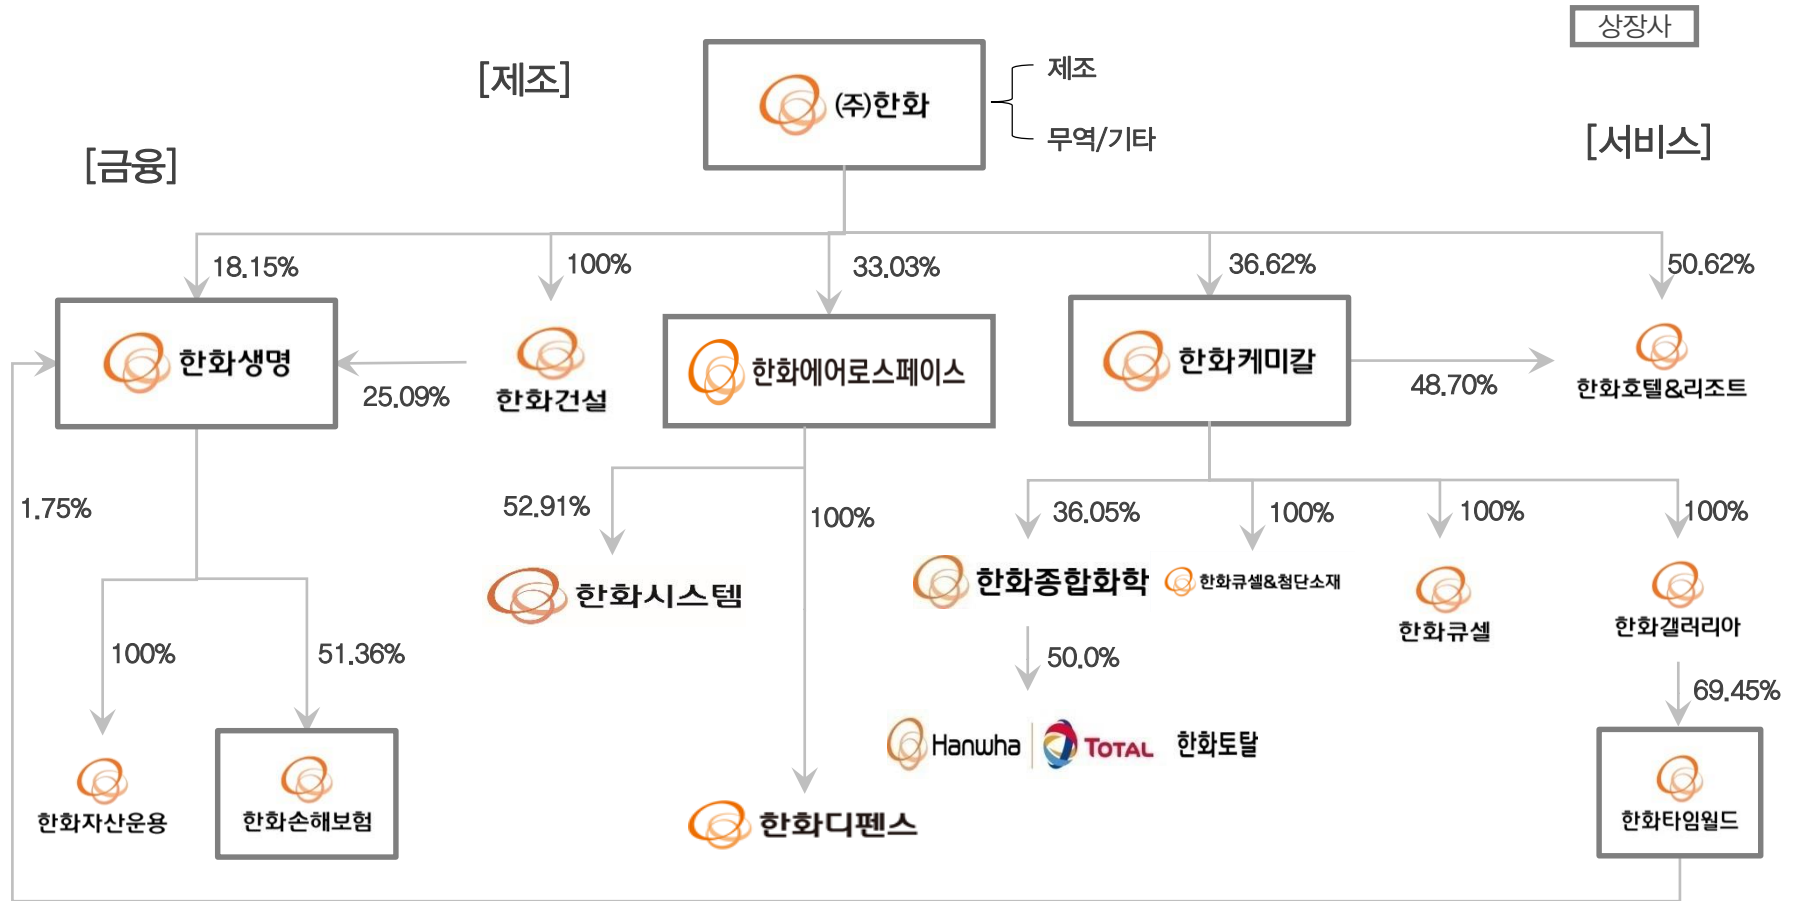 상장사
[제조]
(주)한화
제조
무역/기타
[서비스]
[금융]
18.15%
100%
33.03%
36.62%
50.62%
한화생명
25.09%
한화건설
한화에어로스페이스
한화케미칼
48.70%
한화호텔&리조트
1.75%
52.91%
100%
36.05%
100%
100%
100%
한화시스템
한화종합화학
한화큐셀&첨단소재
한화큐셀
한화갤러리아
100%
51.36%
50.0%
69.45%
Hanwha
TOTAL
한화토탈
한화자산운용
한화손해보험
한화디펜스
한화타임월드